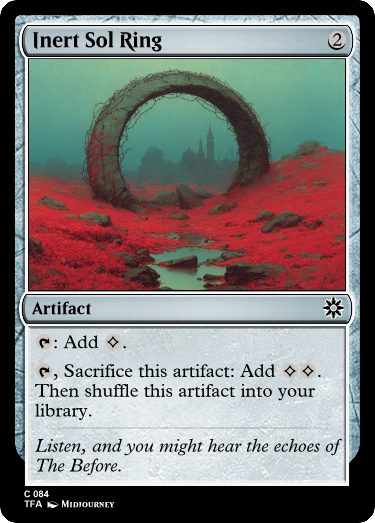 Inert Sol Ring 2
Artifact
: Add .
, Sacrifice this artifact: Add .
Then shuffle this artifact into your
library.
Listen, and you might hear the echoes of
The Before.
C 084
TFA Midjourney